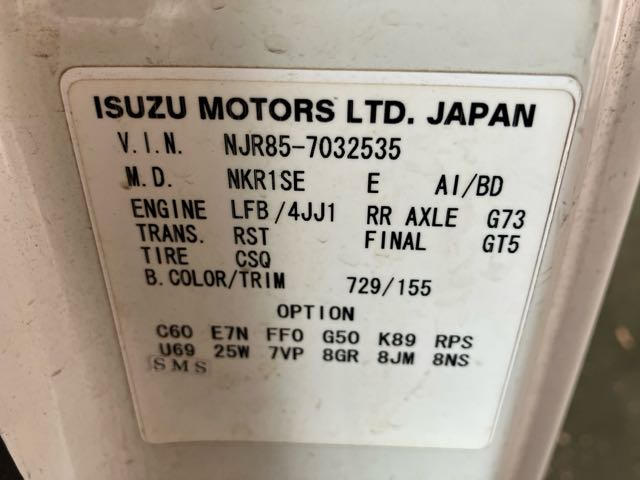 ISUZU MOTORS LTD. JAPAN
V.I.N. NJR85-7032535
M.D. NKR1SE E AI/BD
ENGINE LFB/4JJ1 RR AXLE G73
TRANS. RST FINAL GT5
TIRE CSQ
B.COLOR/TRIM 729/155
OPTION
C60 E7N FF0 G50 K89 RPS
U69 25W 7VP 8GR 8JM 8NS
SMS